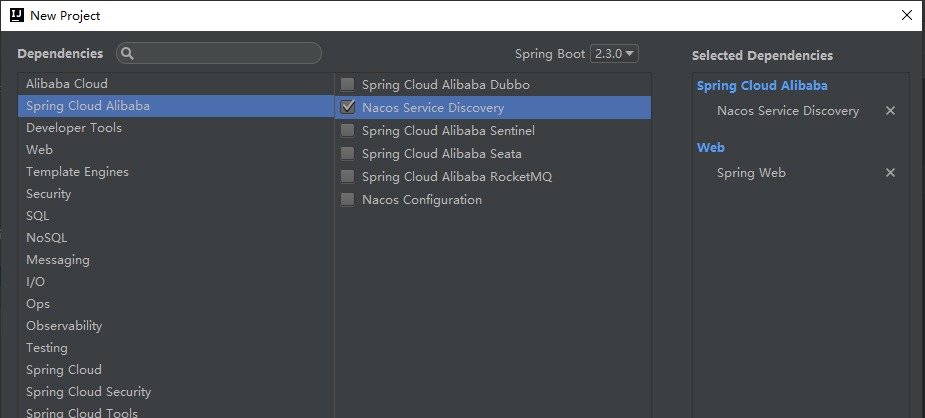 New Project
Dependencies
Spring Boot 2.3.0
Selected Dependencies
Alibaba Cloud
Spring Cloud Alibaba
Developer Tools
Web
Template Engines
Security
SQL
NoSQL
Messaging
I/O
Ops
Observability
Testing
Spring Cloud
Spring Cloud Security
Spring Cloud Tools
Spring Cloud Alibaba Dubbo
Nacos Service Discovery
Spring Cloud Alibaba Sentinel
Spring Cloud Alibaba Seata
Spring Cloud Alibaba RocketMQ
Nacos Configuration
Spring Cloud Alibaba
Nacos Service Discovery
Web
Spring Web